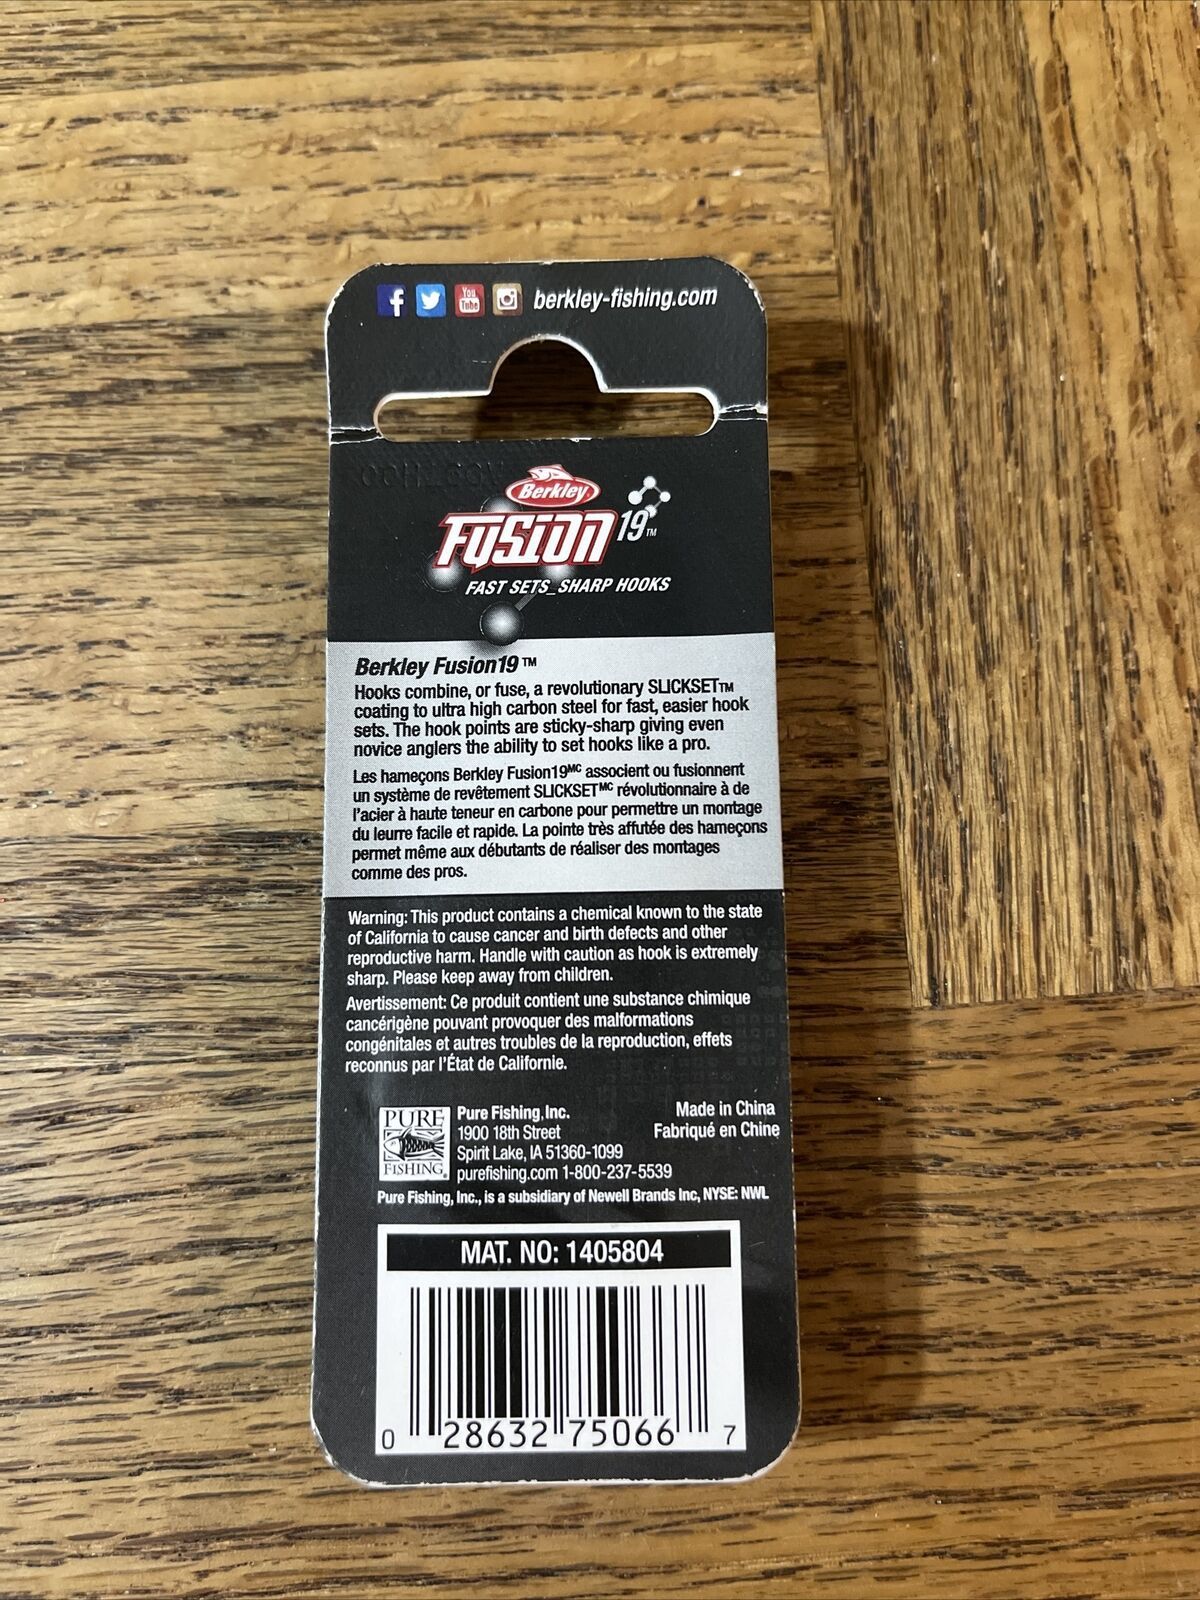 f You Tube berkley-fishing.com
Berkley
FUSION 19™
FAST SETS_SHARP HOOKS
Berkley Fusion19™
Hooks combine, or fuse, a revolutionary SLICKSET™
coating to ultra high carbon steel for fast, easier hook
sets. The hook points are sticky-sharp giving even
novice anglers the ability to set hooks like a pro.
Les hameçons Berkley Fusion19ᴹᶜ associent ou fusionnent
un système de revêtement SLICKSETᴹᶜ révolutionnaire à de
l'acier à haute teneur en carbone pour permettre un montage
du leurre facile et rapide. La pointe très affutée des hameçons
permet même aux débutants de réaliser des montages
comme des pros.
Warning: This product contains a chemical known to the state
of California to cause cancer and birth defects and other
reproductive harm. Handle with caution as hook is extremely
sharp. Please keep away from children.
Avertissement: Ce produit contient une substance chimique
cancérigène pouvant provoquer des malformations
congénitales et autres troubles de la reproduction, effets
reconnus par l'État de Californie.
PURE
FISHING
Pure Fishing, Inc.
1900 18th Street
Spirit Lake, IA 51360-1099
purefishing.com 1-800-237-5539
Made in China
Fabriqué en Chine
Pure Fishing, Inc., is a subsidiary of Newell Brands Inc, NYSE: NWL
MAT. NO: 1405804
0 28632 75066 7